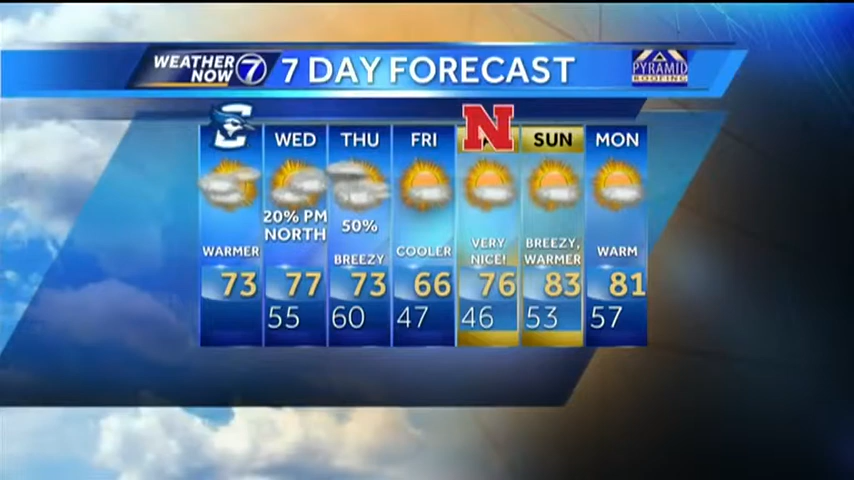 WEATHER
NOW 7
7 DAY FORECAST
PYRAMID
ROOFING
C
N
WED THU FRI SUN MON
20% PM
NORTH
50%
WARMER
BREEZY
COOLER
VERY
NICE!
BREEZY,
WARMER
WARM
73 77 73 66 76 83 81
55 60 47 46 53 57